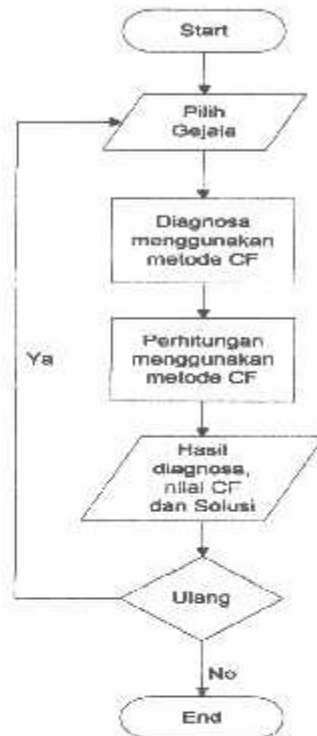 Start
Pilih
Gejala
Diagnosa
menggunakan
metode CF
Perhitungan
menggunakan
metode CF
Ya
Hasil
diagnosa,
nilai CF
dan Solusi
Ulang
No
End